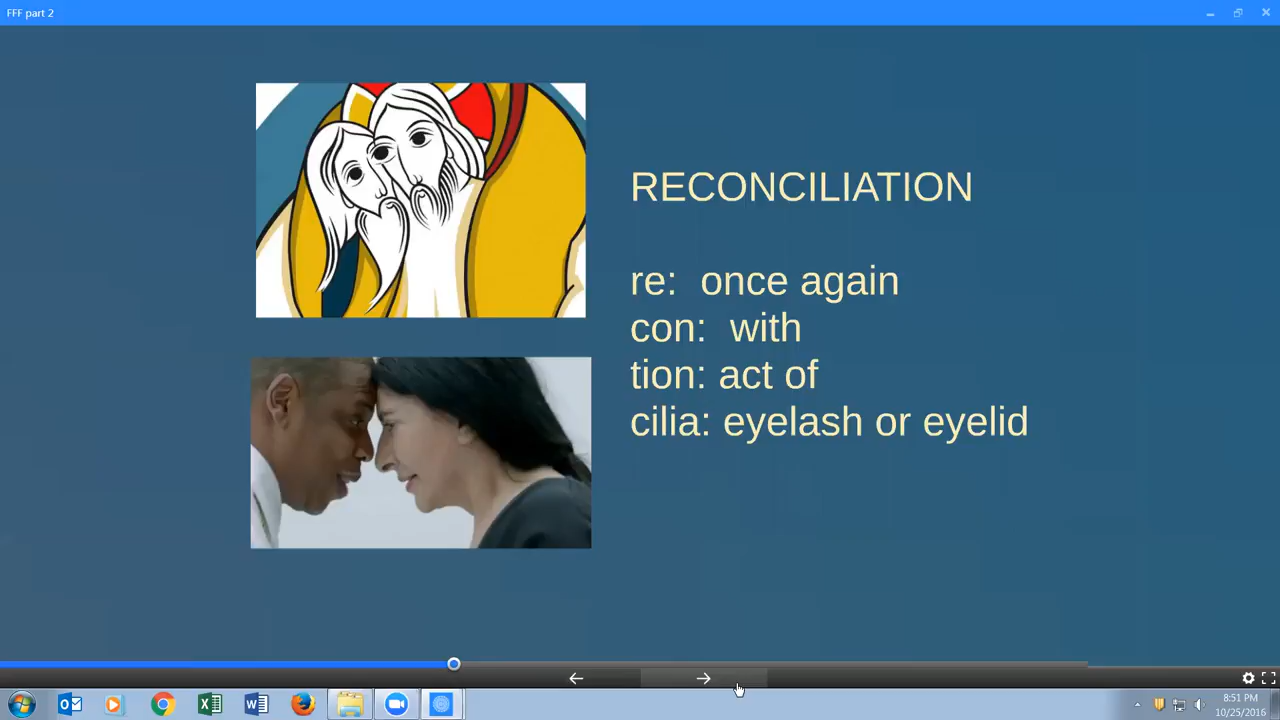 FFF part 2
RECONCILIATION
re: once again
con: with
tion: act of
cilia: eyelash or eyelid
8:51 PM
10/25/2016